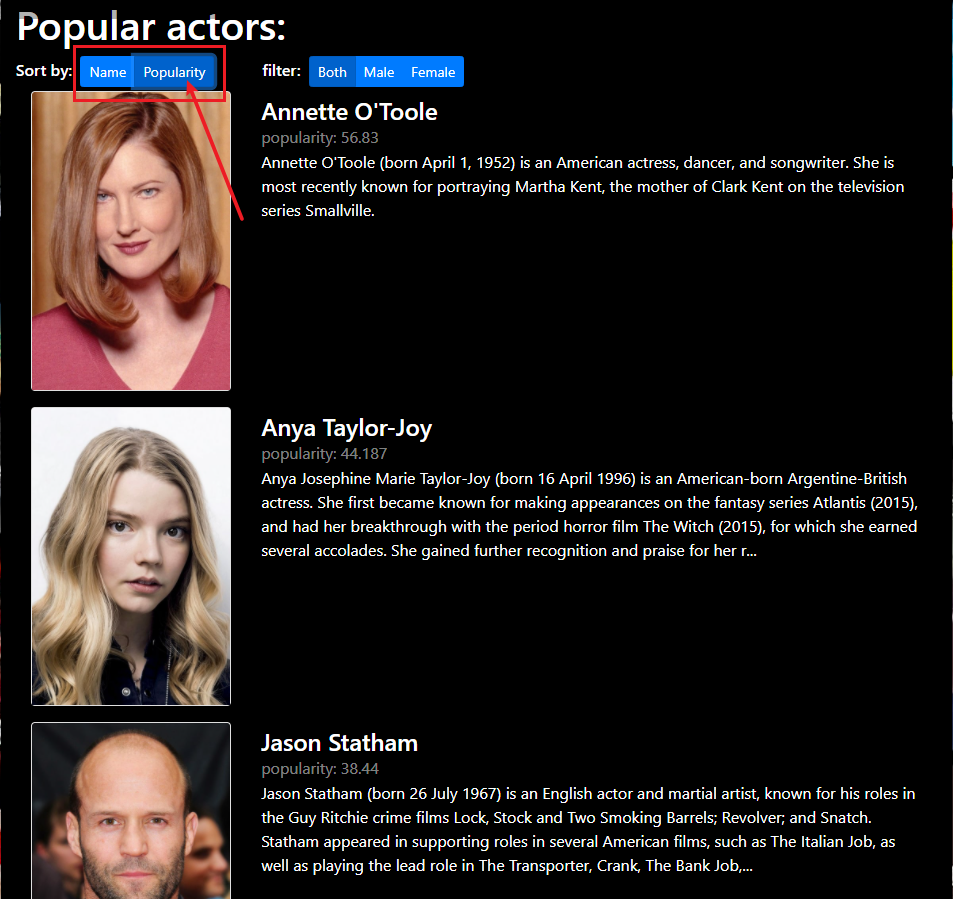 Popular actors:
Sort by: Name Popularity filter: Both Male Female
Annette O'Toole
popularity: 56.83
Annette O'Toole (born April 1, 1952) is an American actress, dancer, and songwriter. She is
most recently known for portraying Martha Kent, the mother of Clark Kent on the television
series Smallville.
Anya Taylor-Joy
popularity: 44.187
Anya Josephine Marie Taylor-Joy (born 16 April 1996) is an American-born Argentine-British
actress. She first became known for making appearances on the fantasy series Atlantis (2015),
and had her breakthrough with the period horror film The Witch (2015), for which she earned
several accolades. She gained further recognition and praise for her r...
Jason Statham
popularity: 38.44
Jason Statham (born 26 July 1967) is an English actor and martial artist, known for his roles in
the Guy Ritchie crime films Lock, Stock and Two Smoking Barrels; Revolver; and Snatch.
Statham appeared in supporting roles in several American films, such as The Italian Job, as
well as playing the lead role in The Transporter, Crank, The Bank Job,...